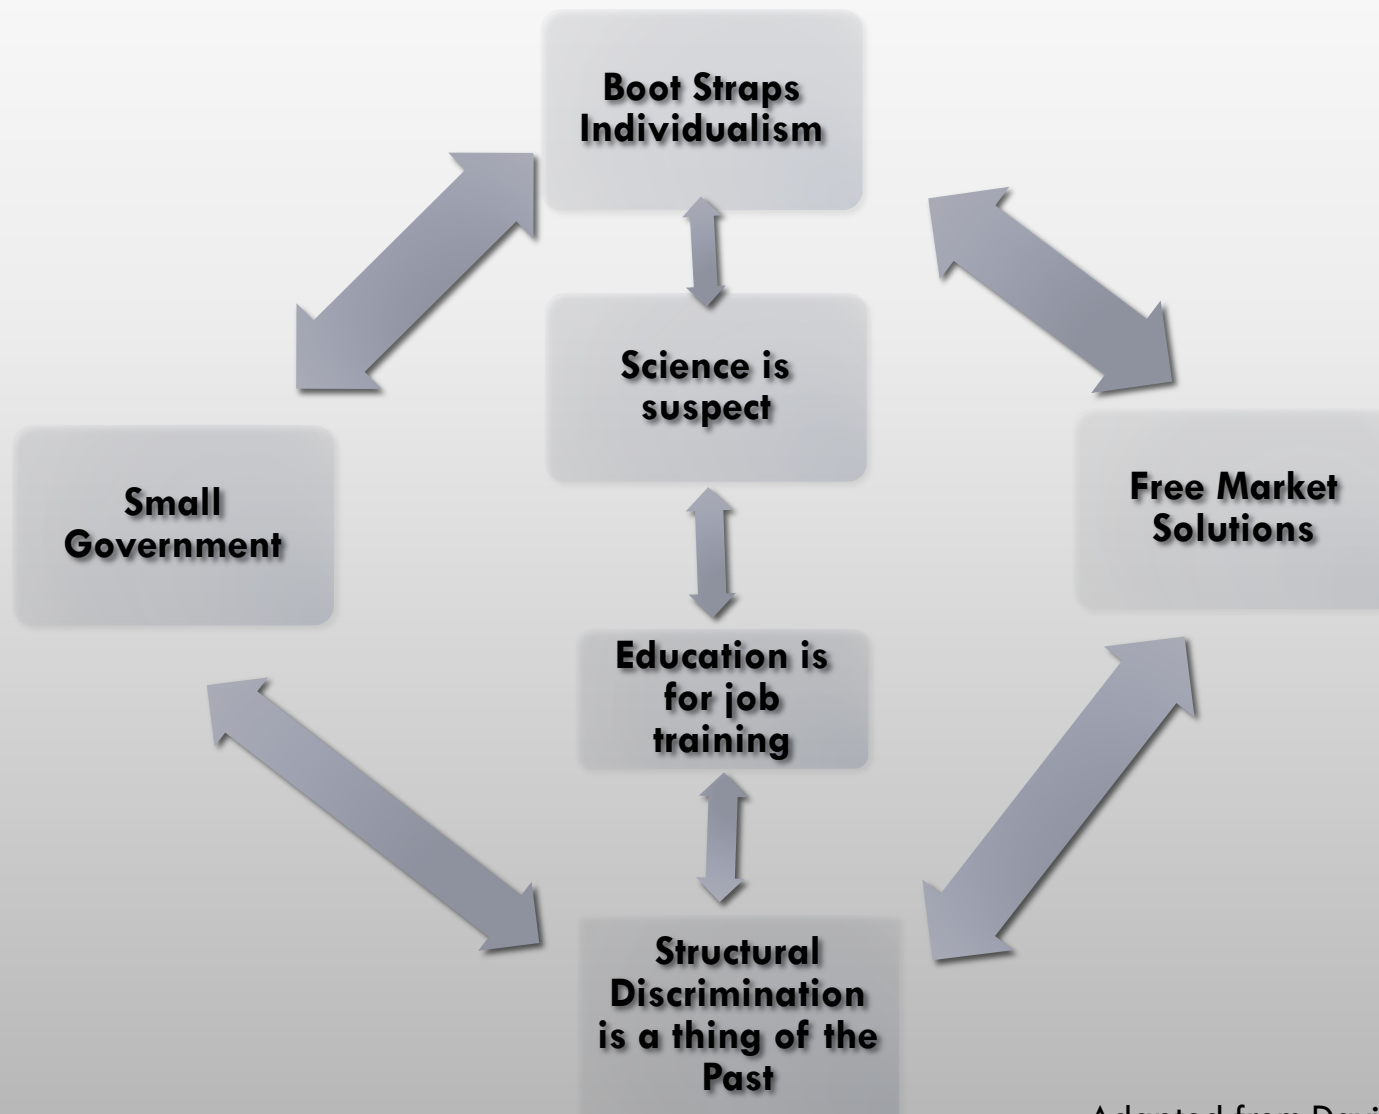 Boot Straps
Individualism
Science is
suspect
Small
Government
Free Market
Solutions
Education is
for job
training
Structural
Discrimination
is a thing of the
Past
Adapted from